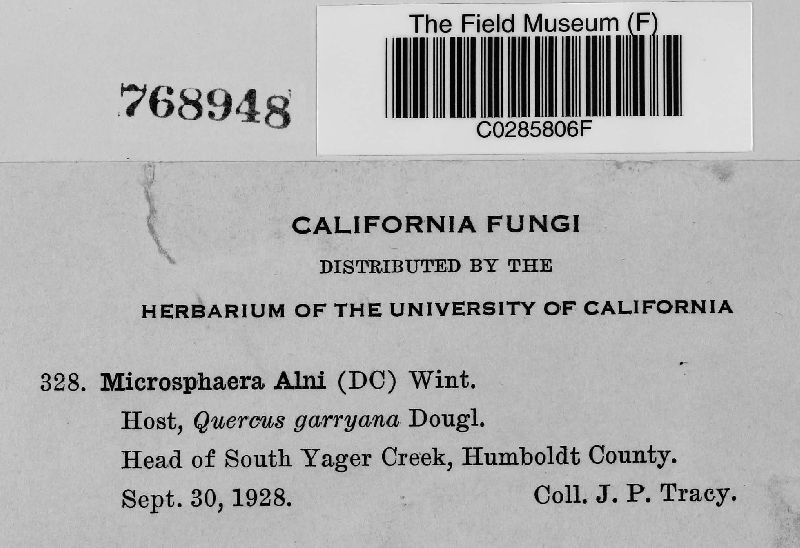 The Field Museum (F)
768948
C0285806F
CALIFORNIA FUNGI
DISTRIBUTED BY THE
HERBARIUM OF THE UNIVERSITY OF CALIFORNIA
328. Microsphaera Alni (DC) Wint.
Host, Quercus garryana Dougl.
Head of South Yager Creek, Humboldt County.
Sept. 30, 1928. Coll. J. P. Tracy.